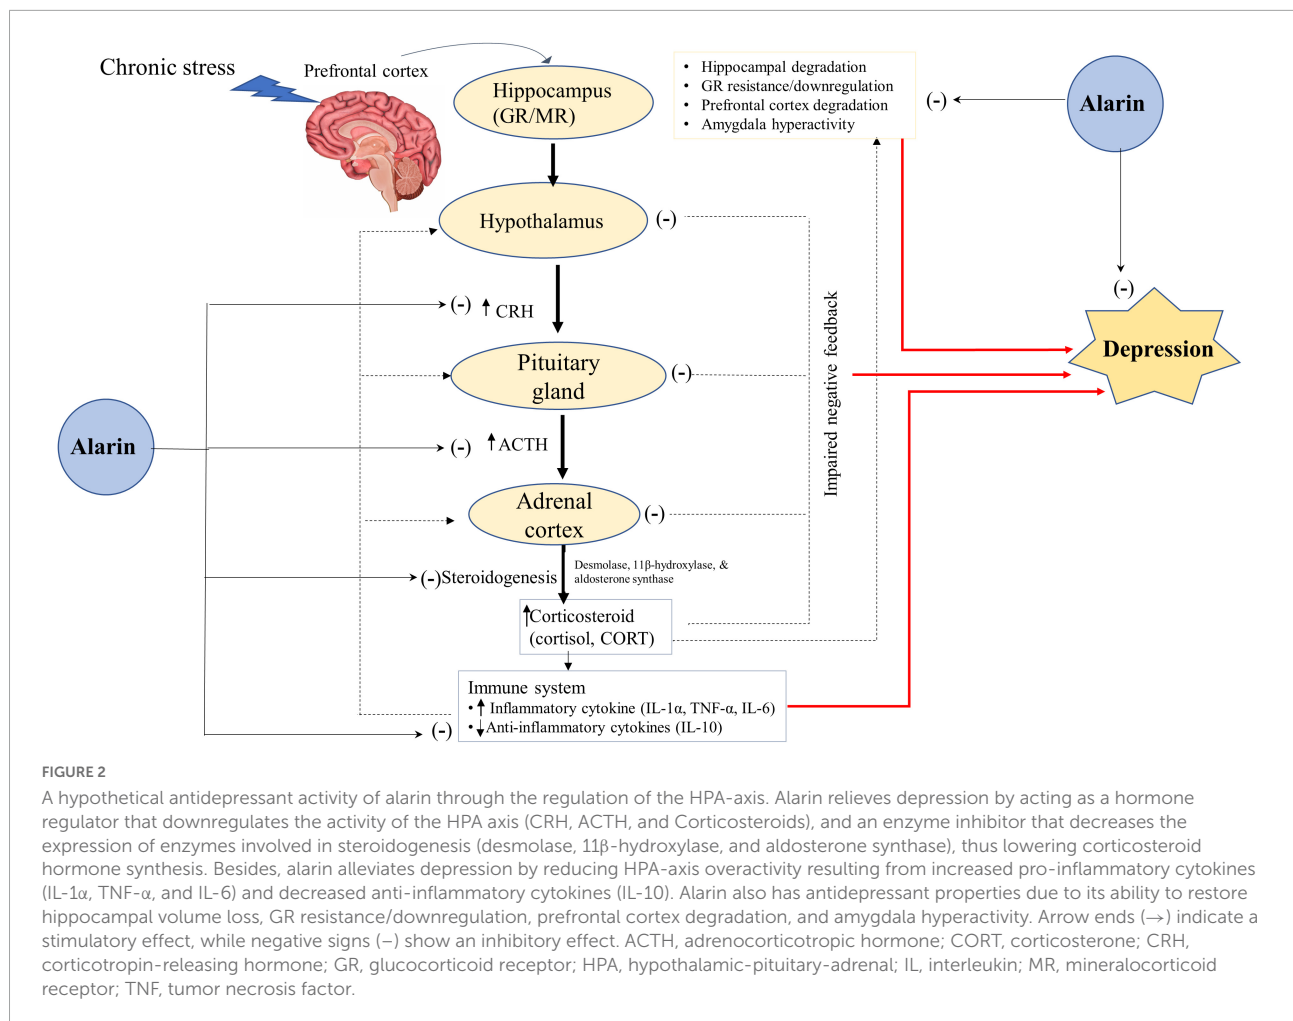 Chronic stress
Prefrontal cortex
Hippocampus
(GR/MR)
• Hippocampal degradation
• GR resistance/downregulation
• Prefrontal cortex degradation
• Amygdala hyperactivity
(-)
Alarin
Hypothalamus
(-)
(-)
(-)
↑ CRH
Impaired negative feedback
Depression
Pituitary
gland
(-)
Alarin
(-)
↑ ACTH
Adrenal
cortex
(-)
(-)
Steroidogenesis
Desmolase, 11β-hydroxylase, &
aldosterone synthase
↑Corticosteroid
(cortisol, CORT)
Immune system
• ↑ Inflammatory cytokine (IL-1α, TNF-α, IL-6)
• ↓ Anti-inflammatory cytokines (IL-10)
(-)
FIGURE 2
A hypothetical antidepressant activity of alarin through the regulation of the HPA-axis. Alarin relieves depression by acting as a hormone
regulator that downregulates the activity of the HPA axis (CRH, ACTH, and Corticosteroids), and an enzyme inhibitor that decreases the
expression of enzymes involved in steroidogenesis (desmolase, 11β-hydroxylase, and aldosterone synthase), thus lowering corticosteroid
hormone synthesis. Besides, alarin alleviates depression by reducing HPA-axis overactivity resulting from increased pro-inflammatory cytokines
(IL-1α, TNF-α, and IL-6) and decreased anti-inflammatory cytokines (IL-10). Alarin also has antidepressant properties due to its ability to restore
hippocampal volume loss, GR resistance/downregulation, prefrontal cortex degradation, and amygdala hyperactivity. Arrow ends (→) indicate a
stimulatory effect, while negative signs (−) show an inhibitory effect. ACTH, adrenocorticotropic hormone; CORT, corticosterone; CRH,
corticotropin-releasing hormone; GR, glucocorticoid receptor; HPA, hypothalamic-pituitary-adrenal; IL, interleukin; MR, mineralocorticoid
receptor; TNF, tumor necrosis factor.